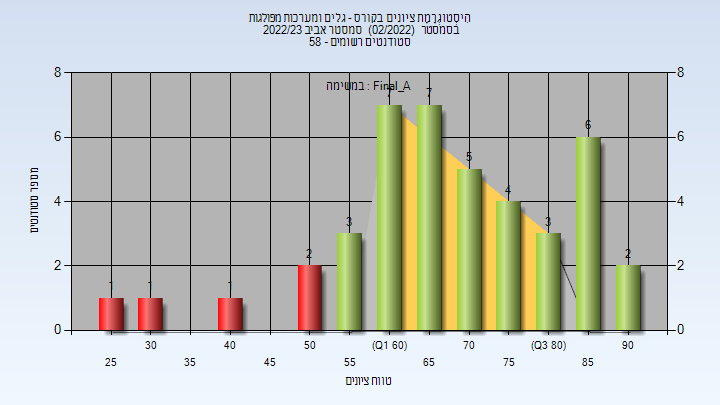 היסטוגרמת ציונים בקורס - גלים ומערכות מפולגות
בסמסטר (02/2022) סמסטר אביב 2022/23
סטודנטים רשומים - 58
במשימה : Final_A
8 8
6 6
4 4
2 2
0 0
מספר סטודנטים
1 1 1 2 3 7 7 5 4 3 6 2
30 40 50 (Q1 60) 70 (Q3 80) 90
25 35 45 55 65 75 85
טווח ציונים